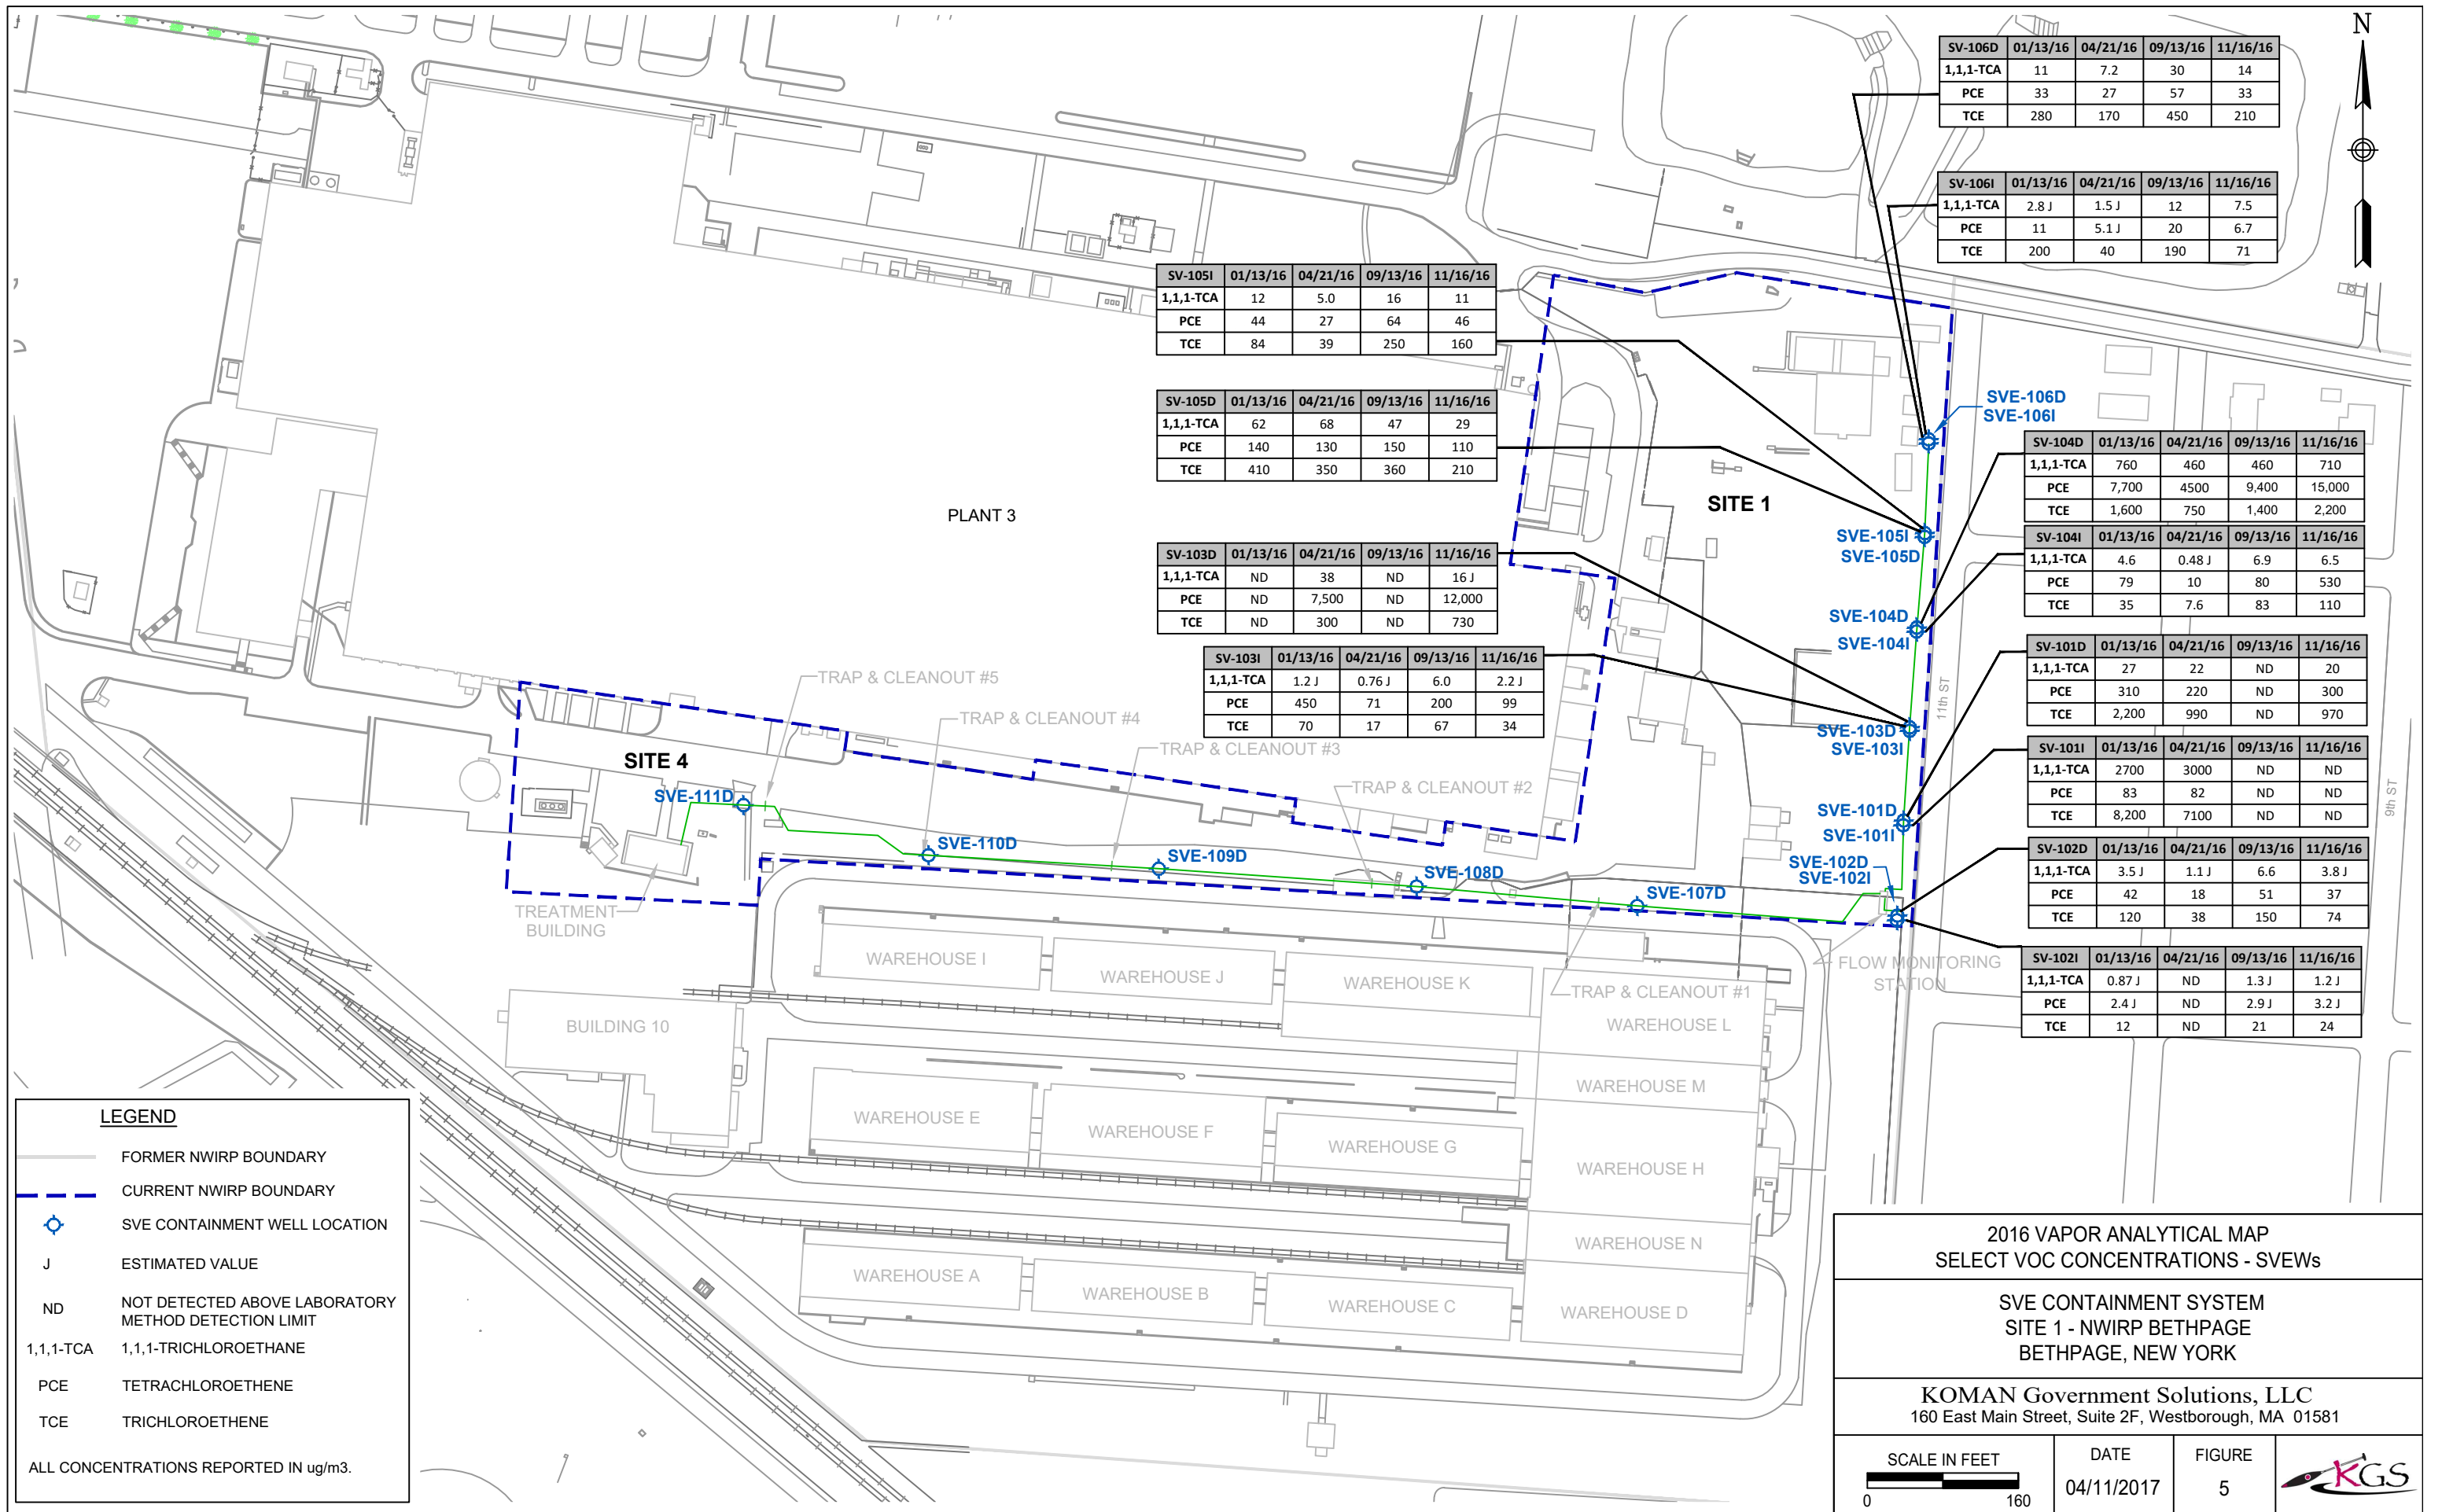 N
SV-106D 01/13/16 04/21/16 09/13/16 11/16/16
1,1,1-TCA 11 7.2 30 14
PCE 33 27 57 33
TCE 280 170 450 210
SV-106I 01/13/16 04/21/16 09/13/16 11/16/16
1,1,1-TCA 2.8 J 1.5 J 12 7.5
PCE 11 5.1 J 20 6.7
TCE 200 40 190 71
SV-105I 01/13/16 04/21/16 09/13/16 11/16/16
1,1,1-TCA 12 5.0 16 11
PCE 44 27 64 46
TCE 84 39 250 160
SV-105D 01/13/16 04/21/16 09/13/16 11/16/16
1,1,1-TCA 62 68 47 29
PCE 140 130 150 110
TCE 410 350 360 210
SVE-106D
SVE-106I
SV-104D 01/13/16 04/21/16 09/13/16 11/16/16
1,1,1-TCA 760 460 460 710
PCE 7,700 4500 9,400 15,000
TCE 1,600 750 1,400 2,200
SITE 1
PLANT 3
SVE-105I
SVE-105D
SV-104I 01/13/16 04/21/16 09/13/16 11/16/16
1,1,1-TCA 4.6 0.48 J 6.9 6.5
PCE 79 10 80 530
TCE 35 7.6 83 110
SV-103D 01/13/16 04/21/16 09/13/16 11/16/16
1,1,1-TCA ND 38 ND 16 J
PCE ND 7,500 ND 12,000
TCE ND 300 ND 730
SVE-104D
SVE-104I
SV-101D 01/13/16 04/21/16 09/13/16 11/16/16
1,1,1-TCA 27 22 ND 20
PCE 310 220 ND 300
TCE 2,200 990 ND 970
SV-103I 01/13/16 04/21/16 09/13/16 11/16/16
1,1,1-TCA 1.2 J 0.76 J 6.0 2.2 J
PCE 450 71 200 99
TCE 70 17 67 34
11th ST
9th ST
SVE-103D
SVE-103I
SV-101I 01/13/16 04/21/16 09/13/16 11/16/16
1,1,1-TCA 2700 3000 ND ND
PCE 83 82 ND ND
TCE 8,200 7100 ND ND
TRAP & CLEANOUT #5
TRAP & CLEANOUT #4
TRAP & CLEANOUT #3
TRAP & CLEANOUT #2
SITE 4
SVE-111D
SVE-110D
SVE-109D
SVE-108D
SVE-107D
SVE-101D
SVE-101I
SVE-102D
SVE-102I
SV-102D 01/13/16 04/21/16 09/13/16 11/16/16
1,1,1-TCA 3.5 J 1.1 J 6.6 3.8 J
PCE 42 18 51 37
TCE 120 38 150 74
SV-102I 01/13/16 04/21/16 09/13/16 11/16/16
1,1,1-TCA 0.87 J ND 1.3 J 1.2 J
PCE 2.4 J ND 2.9 J 3.2 J
TCE 12 ND 21 24
TREATMENT
BUILDING
FLOW MONITORING
STATION
TRAP & CLEANOUT #1
WAREHOUSE I
WAREHOUSE J
WAREHOUSE K
WAREHOUSE L
BUILDING 10
WAREHOUSE M
WAREHOUSE E
WAREHOUSE F
WAREHOUSE G
WAREHOUSE H
WAREHOUSE N
WAREHOUSE A
WAREHOUSE B
WAREHOUSE C
WAREHOUSE D
LEGEND
FORMER NWIRP BOUNDARY
CURRENT NWIRP BOUNDARY
SVE CONTAINMENT WELL LOCATION
J ESTIMATED VALUE
ND NOT DETECTED ABOVE LABORATORY
METHOD DETECTION LIMIT
1,1,1-TCA 1,1,1-TRICHLOROETHANE
PCE TETRACHLOROETHENE
TCE TRICHLOROETHENE
ALL CONCENTRATIONS REPORTED IN ug/m3.
2016 VAPOR ANALYTICAL MAP
SELECT VOC CONCENTRATIONS - SVEWs
SVE CONTAINMENT SYSTEM
SITE 1 - NWIRP BETHPAGE
BETHPAGE, NEW YORK
KOMAN Government Solutions, LLC
160 East Main Street, Suite 2F, Westborough, MA 01581
SCALE IN FEET
0 160
DATE
04/11/2017
FIGURE
5
KGS